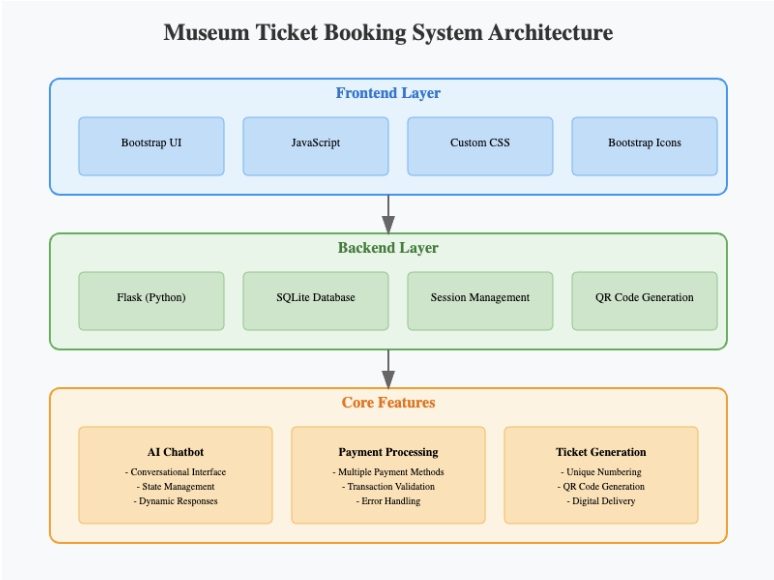 Museum Ticket Booking System Architecture
Frontend Layer
Bootstrap UI
JavaScript
Custom CSS
Bootstrap Icons
Backend Layer
Flask (Python)
SQLite Database
Session Management
QR Code Generation
Core Features
AI Chatbot
- Conversational Interface
- State Management
- Dynamic Responses
Payment Processing
- Multiple Payment Methods
- Transaction Validation
- Error Handling
Ticket Generation
- Unique Numbering
- QR Code Generation
- Digital Delivery